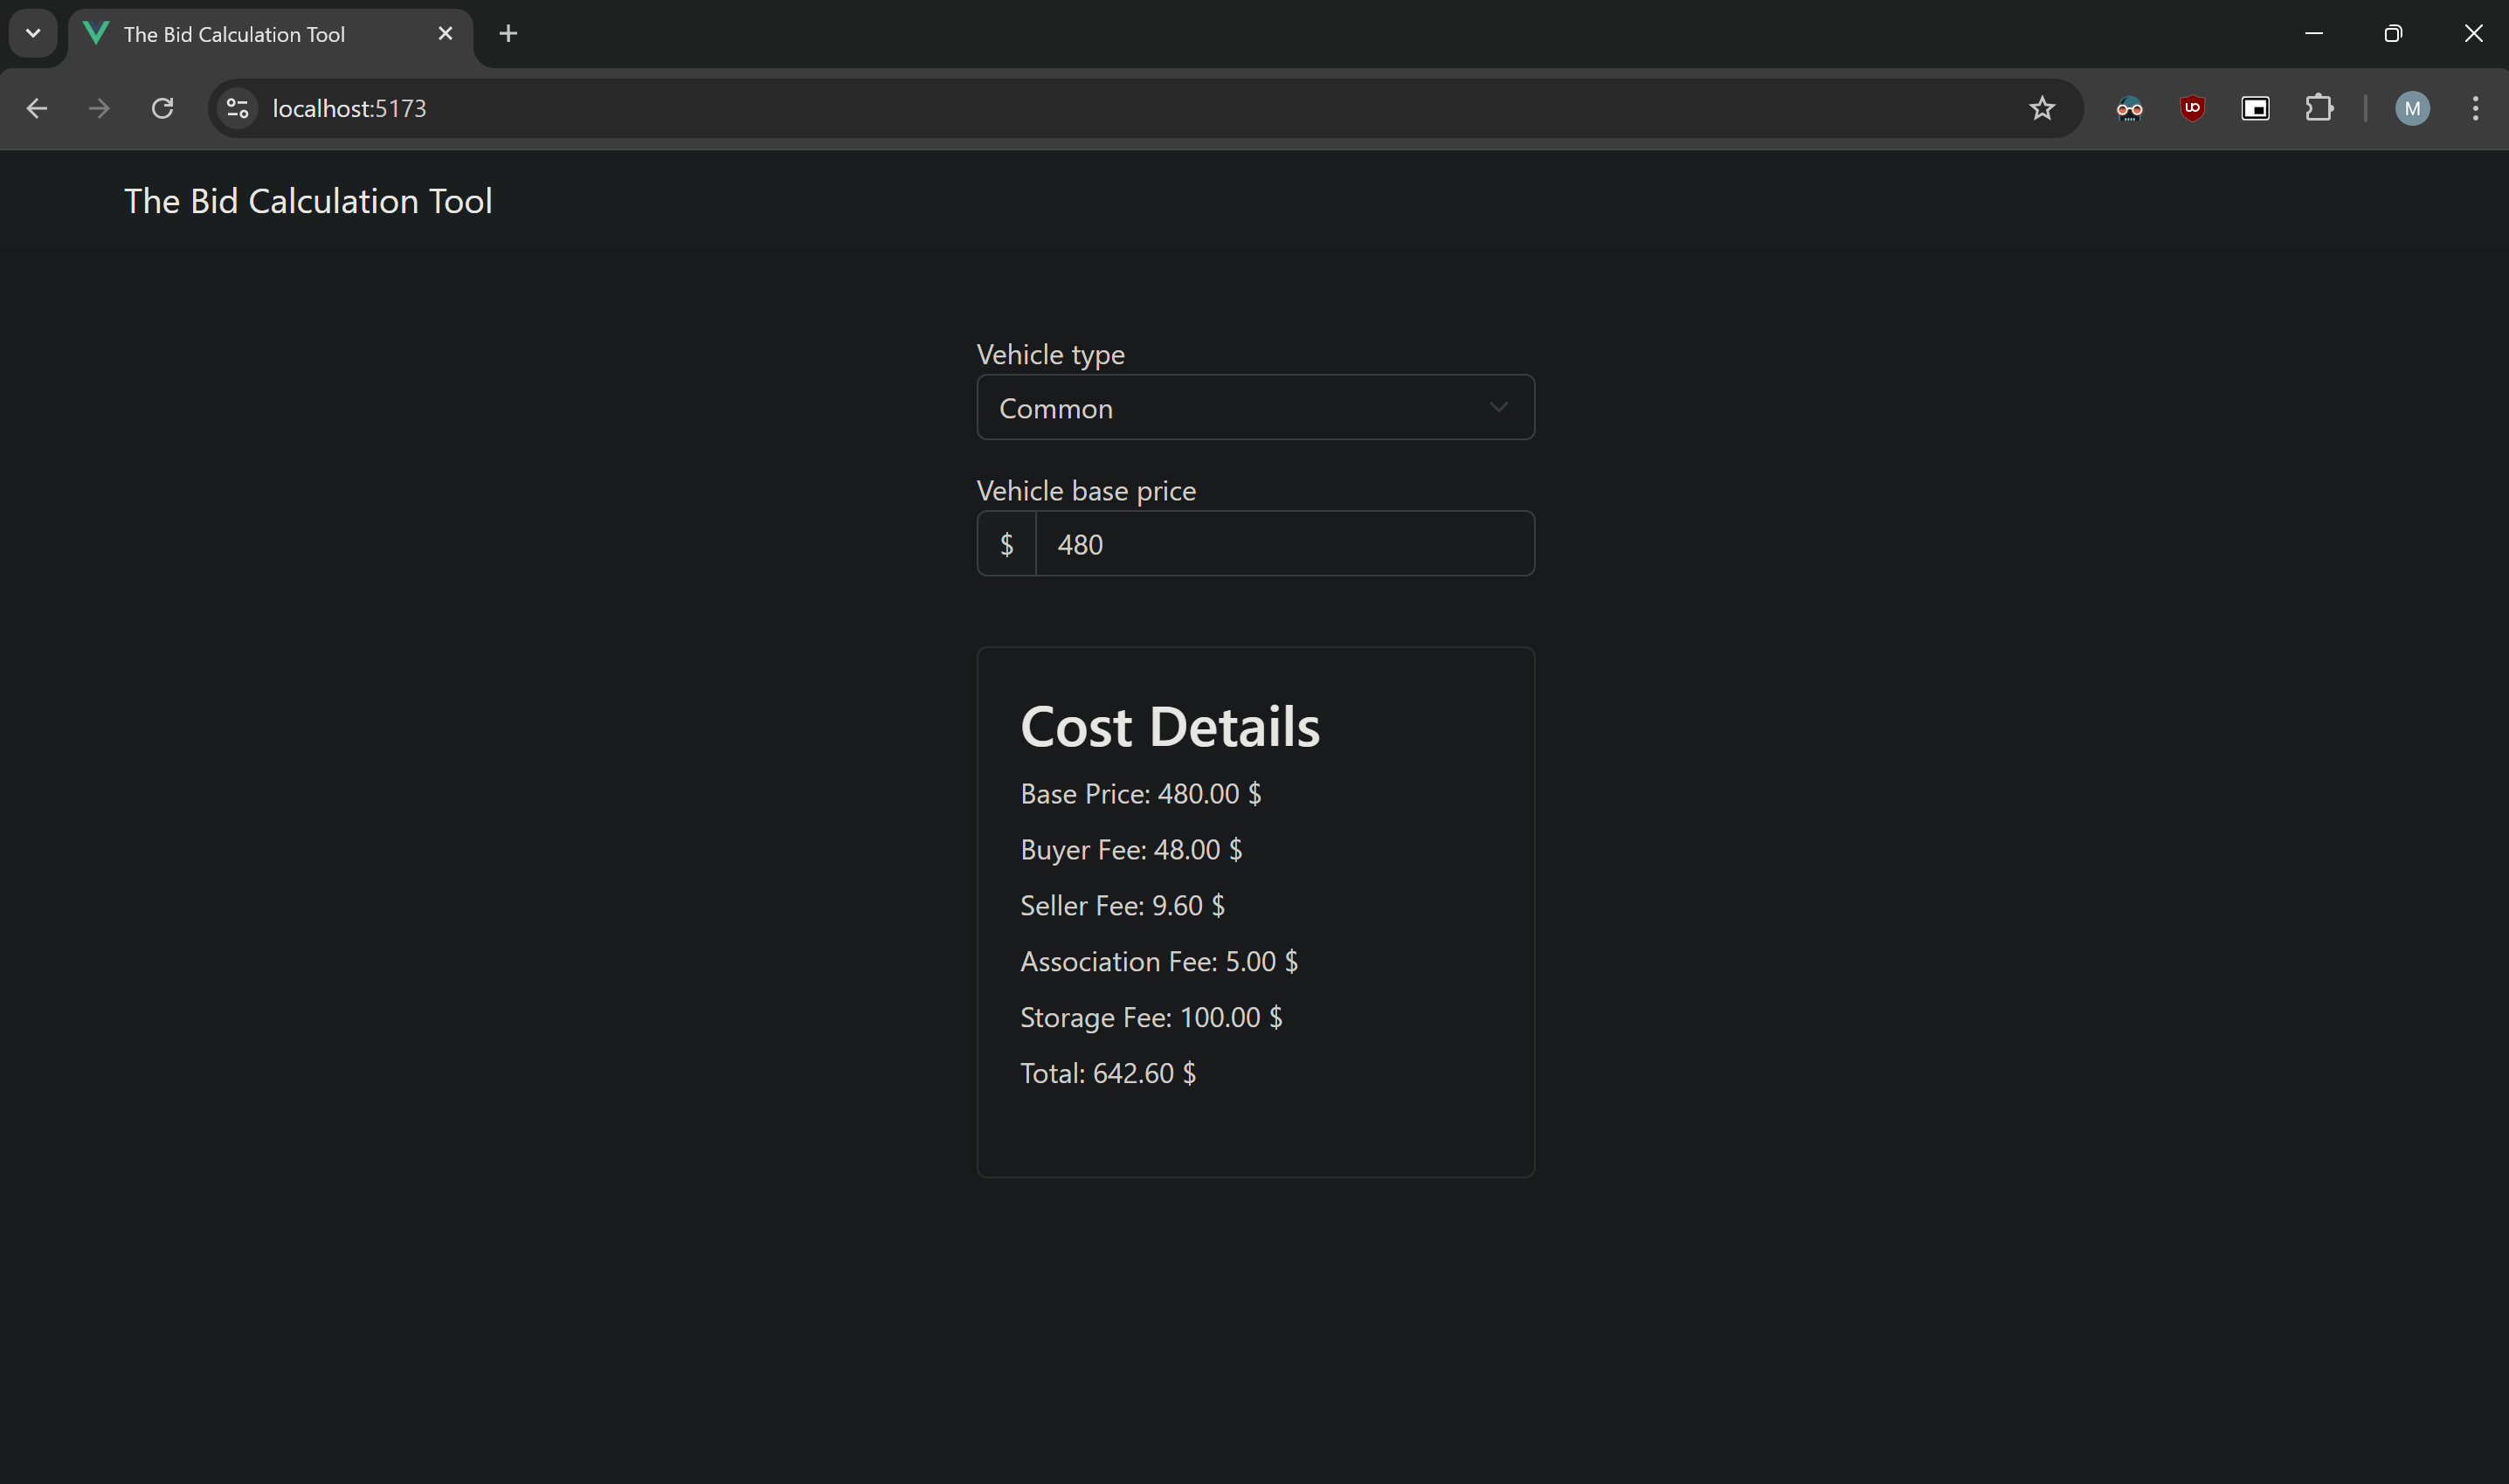 The Bid Calculation Tool
localhost:5173
M
The Bid Calculation Tool
Vehicle type
Common
Vehicle base price
$ 480
Cost Details
Base Price: 480.00 $
Buyer Fee: 48.00 $
Seller Fee: 9.60 $
Association Fee: 5.00 $
Storage Fee: 100.00 $
Total: 642.60 $